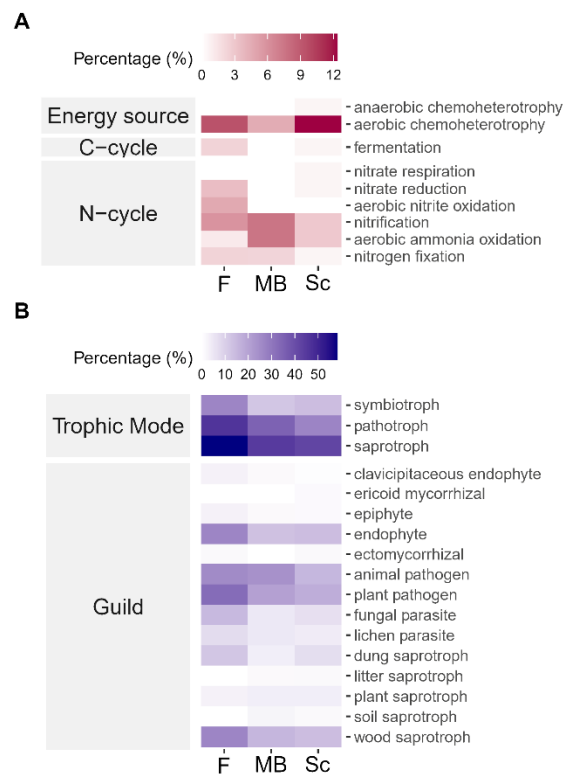 A
Percentage (%)
0 3 6 9 12
Energy source
anaerobic chemoheterotrophy
aerobic chemoheterotrophy
C−cycle
fermentation
N−cycle
nitrate respiration
nitrate reduction
aerobic nitrite oxidation
nitrification
aerobic ammonia oxidation
nitrogen fixation
F MB Sc
B
Percentage (%)
0 10 20 30 40 50
Trophic Mode
symbiotroph
pathotroph
saprotroph
Guild
clavicipitaceous endophyte
ericoid mycorrhizal
epiphyte
endophyte
ectomycorrhizal
animal pathogen
plant pathogen
fungal parasite
lichen parasite
dung saprotroph
litter saprotroph
plant saprotroph
soil saprotroph
wood saprotroph
F MB Sc